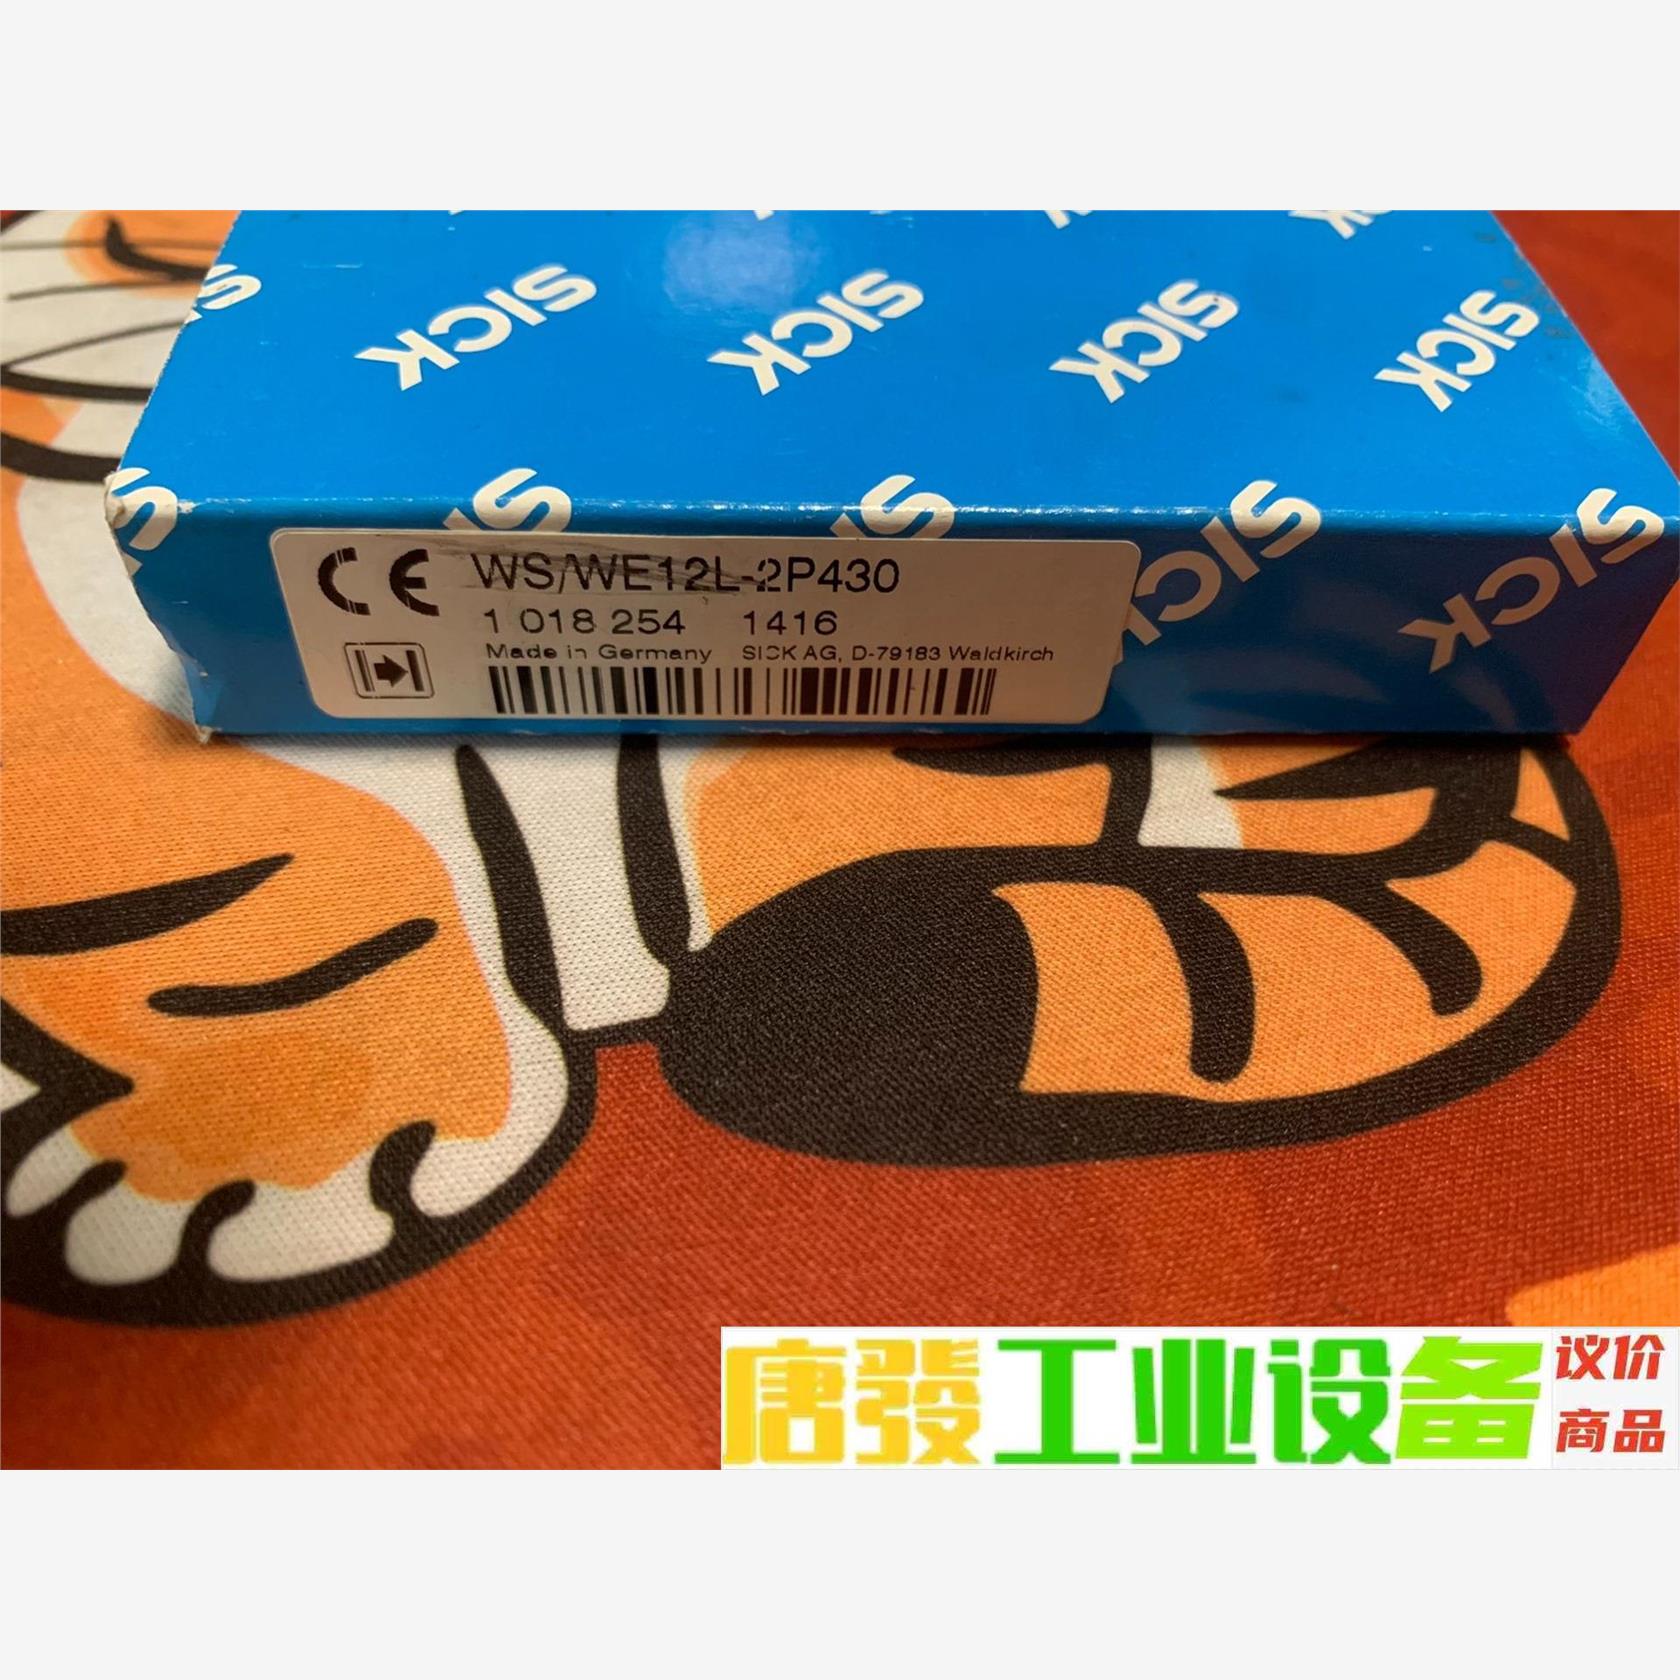 SICK SICK SICK SICK
SICK SICK
CE WS/WE12L-2P430
1 018 254 1416
Made in Germany SICK AG, D-79183 Waldkirch
唐發工业设备
议价
商品